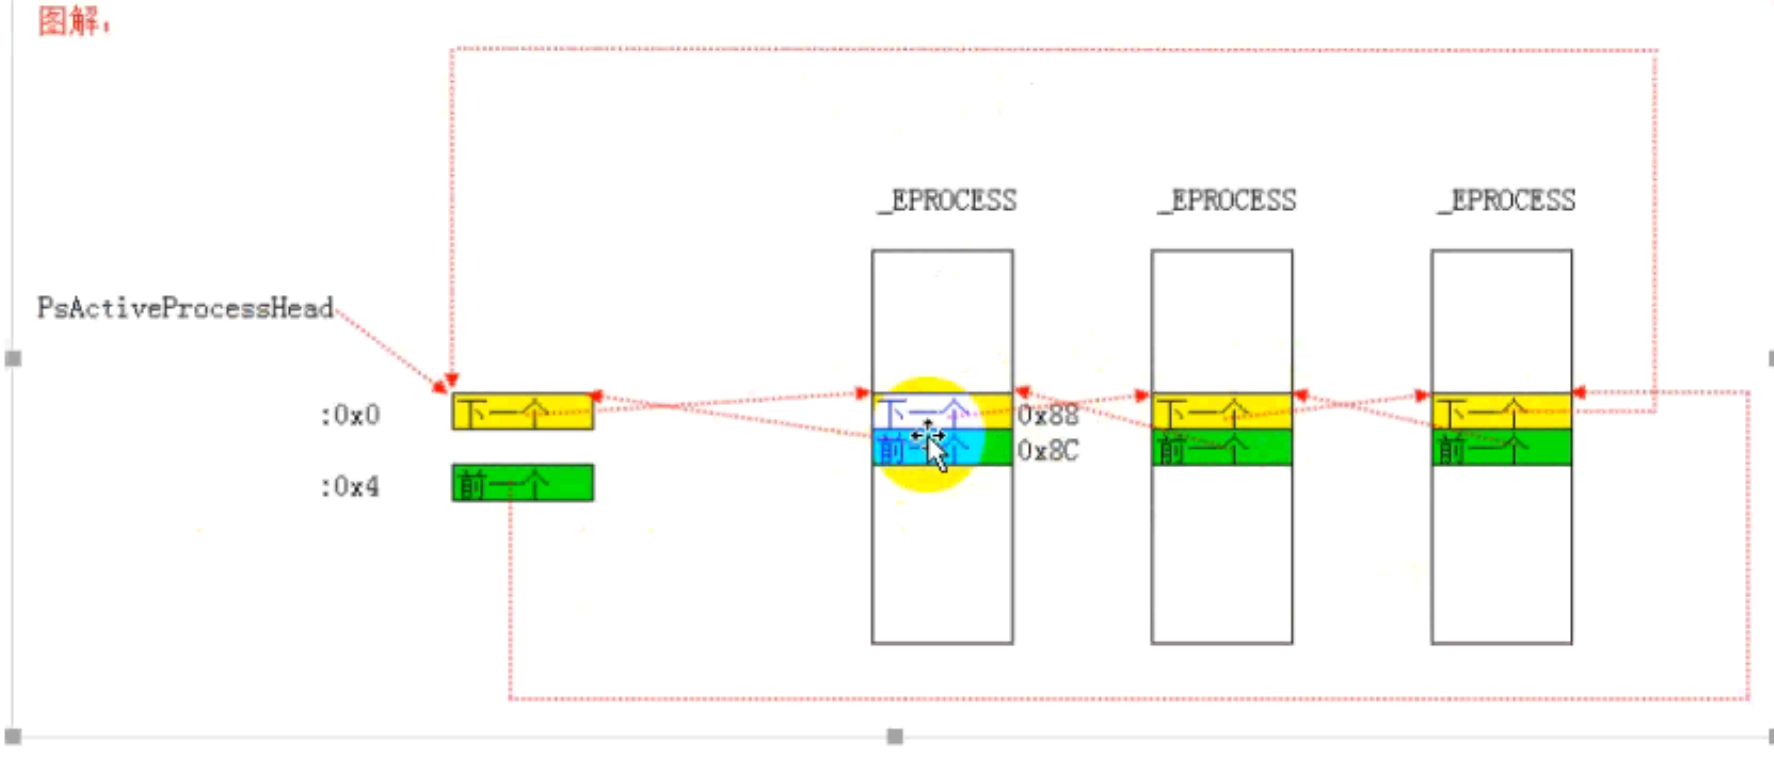 图解:
_EPROCESS _EPROCESS _EPROCESS
PsActiveProcessHead
:0x0 下一个 下一个 0x88 下一个 下一个
前一个 0x8C 前一个 前一个
:0x4 前一个